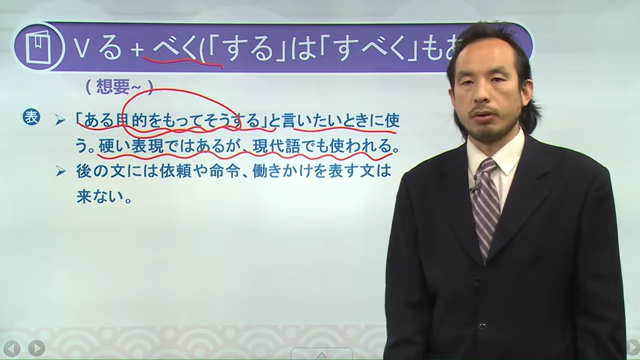 Vる+べく(「する」は「すべく」もあ
(想要~)
表
「ある目的をもってそうする」と言いたいときに使
う。硬い表現ではあるが、現代語でも使われる。
後の文には依頼や命令、働きかけを表す文は
来ない。